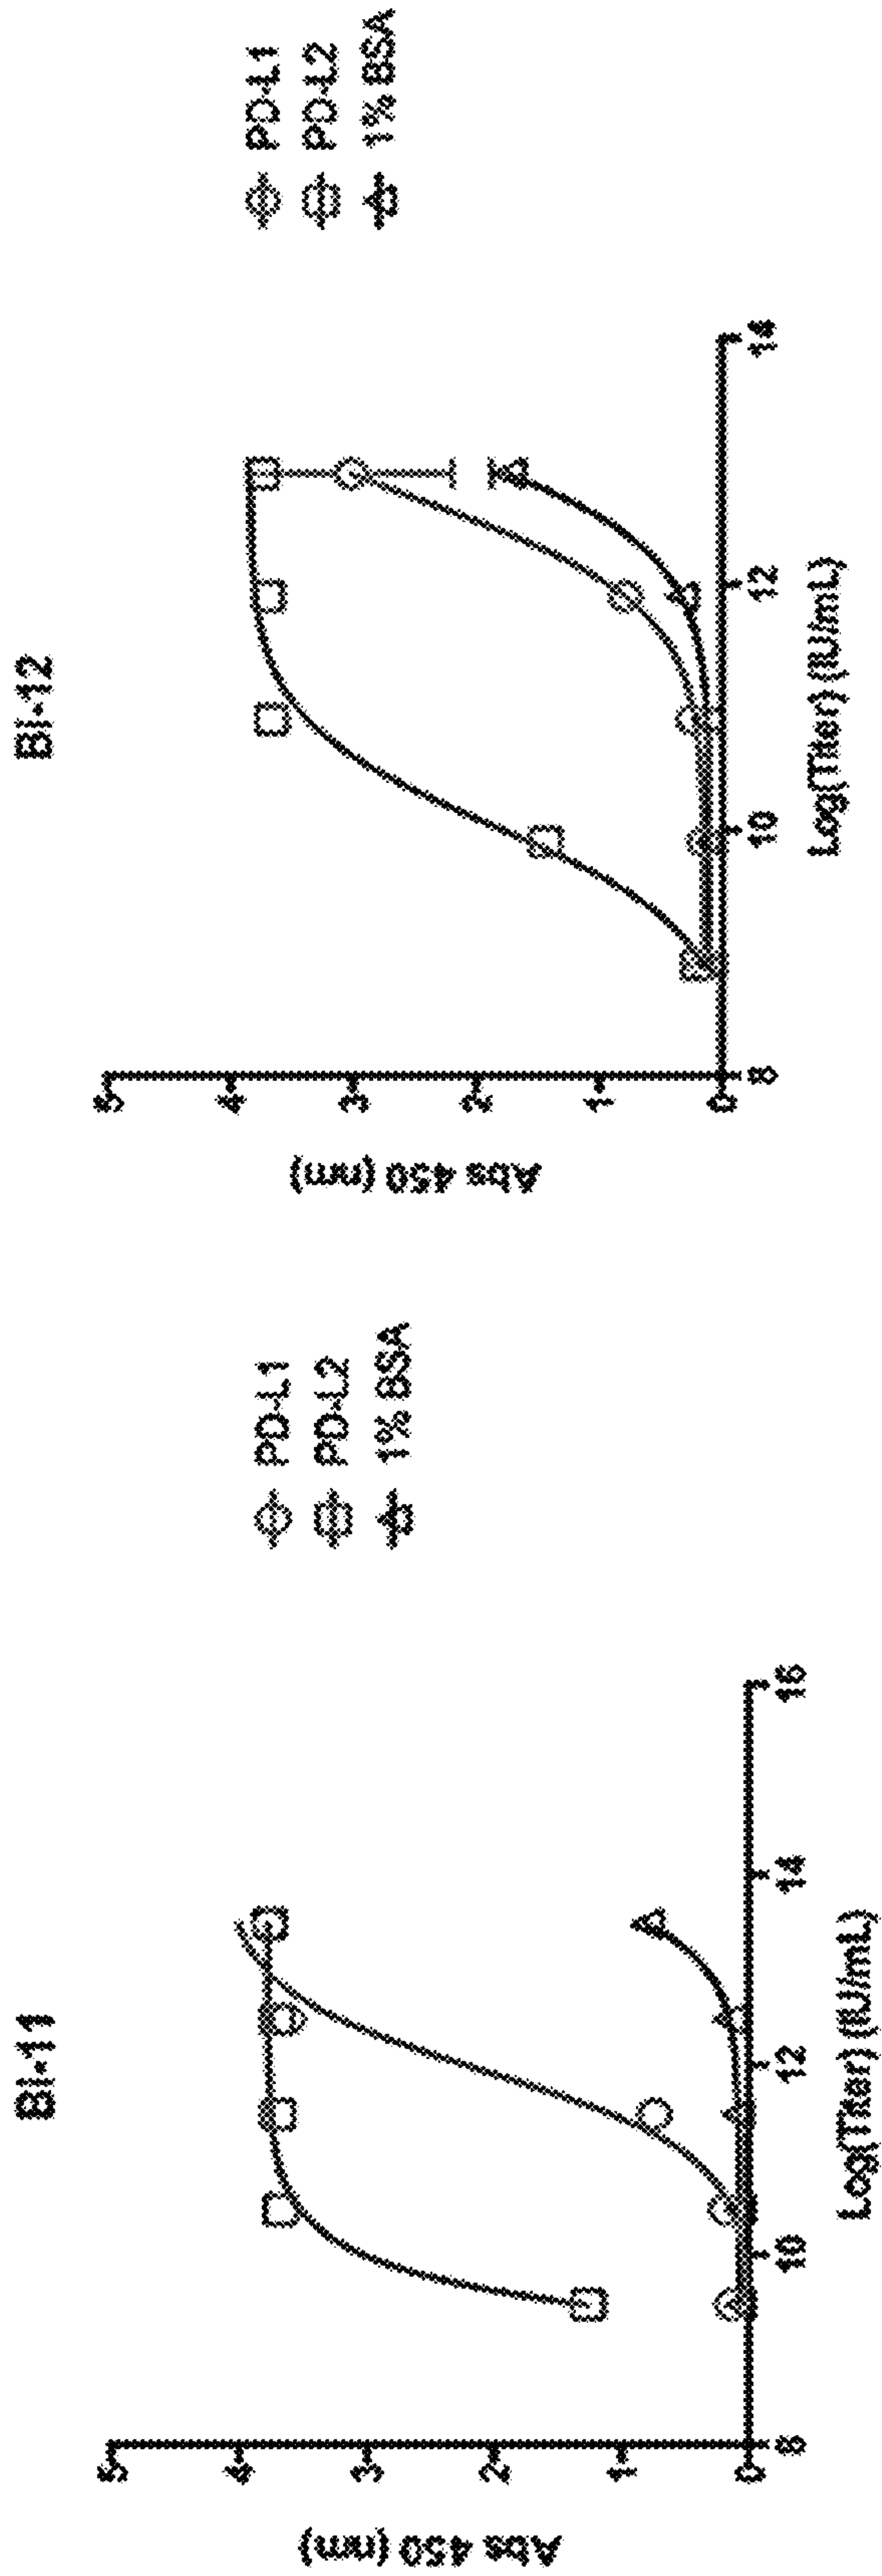 Bi-11
Abs 450 (nm)
5
4
3
2
1
0
8
10
12
14
16
Log(Titer) (IU/mL)
PD-L1
PD-L2
1% BSA
Bi-12
Abs 450 (nm)
5
4
3
2
1
0
8
10
12
14
Log(Titer) (IU/mL)
PD-L1
PD-L2
1% BSA